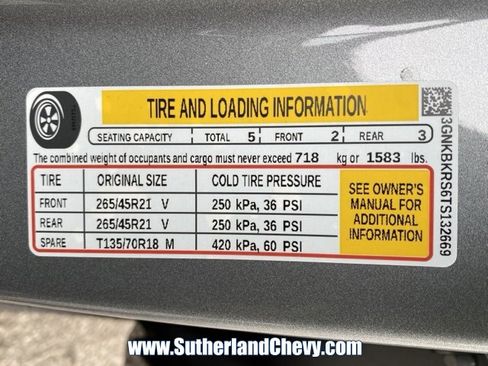 TIRE AND LOADING INFORMATION
SEATING CAPACITY TOTAL 5 FRONT 2 REAR 3
The combined weight of occupants and cargo must never exceed 718 kg or 1583 lbs.
TIRE ORIGINAL SIZE COLD TIRE PRESSURE
FRONT 265/45R21 V 250 kPa, 36 PSI
REAR 265/45R21 V 250 kPa, 36 PSI
SPARE T135/70R18 M 420 kPa, 60 PSI
SEE OWNER'S
MANUAL FOR
ADDITIONAL
INFORMATION
3GNKBKRS6TS132669
www.SutherlandChevy.com